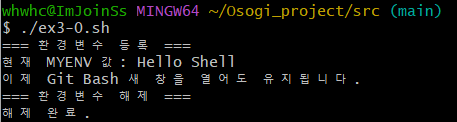 whwhc@ImJoinSs MINGW64 ~/Osogi_project/src (main)
$ ./ex3-0.sh
=== 환경변수 등록 ===
현재 MYENV 값 : Hello Shell
이제 Git Bash 새 창을 열어도 유지됩니다.
=== 환경변수 해제 ===
해제 완료.